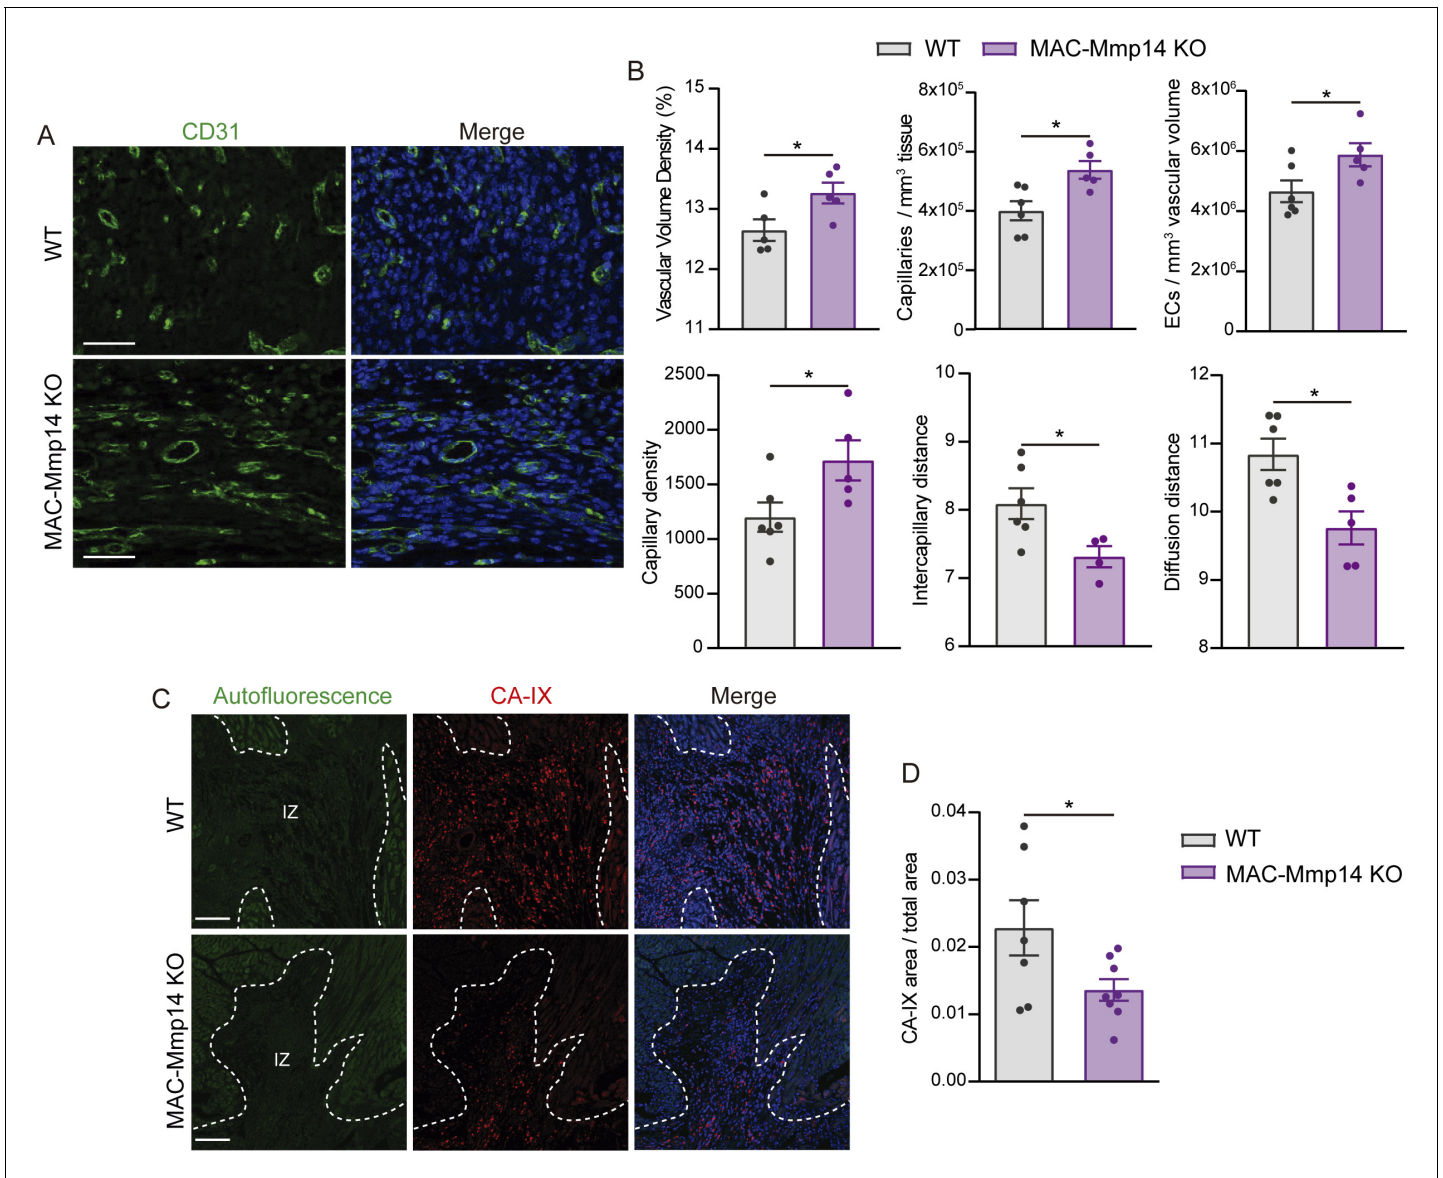 WT MAC-Mmp14 KO
A
CD31 Merge
WT
MAC-Mmp14 KO
B
Vascular Volume Density (%)
15
14
13
12
11
*
Capillaries / mm³ tissue
8x10⁵
6x10⁵
4x10⁵
2x10⁵
0
*
ECs / mm³ vascular volume
8x10⁶
6x10⁶
4x10⁶
2x10⁶
0
*
Capillary density
2500
2000
1500
1000
500
0
*
Intercapillary distance
10
9
8
7
6
*
Diffusion distance
12
11
10
9
8
*
C
Autofluorescence CA-IX Merge
WT
IZ
MAC-Mmp14 KO
IZ
D
CA-IX area / total area
0.04
0.03
0.02
0.01
0.00
*
WT
MAC-Mmp14 KO